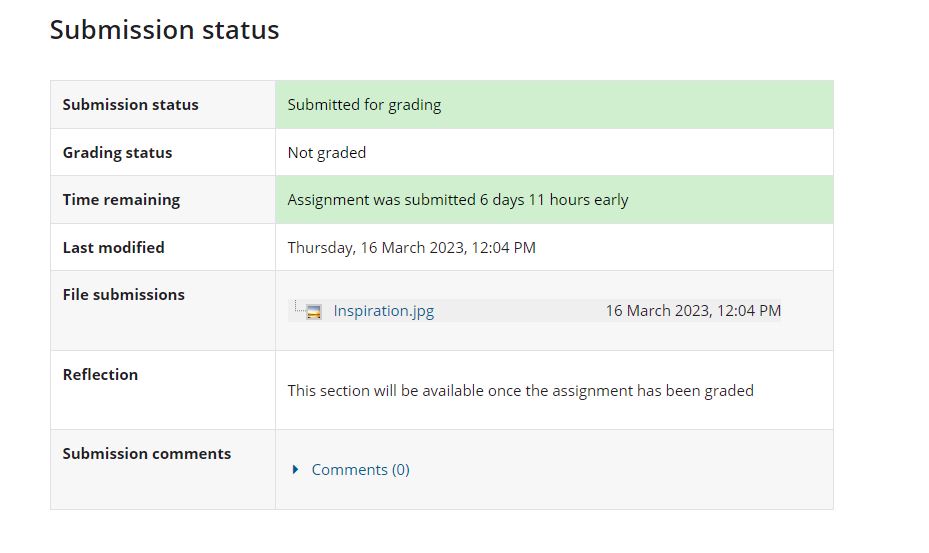 Submission status
Submission status Submitted for grading
Grading status Not graded
Time remaining Assignment was submitted 6 days 11 hours early
Last modified Thursday, 16 March 2023, 12:04 PM
File submissions Inspiration.jpg 16 March 2023, 12:04 PM
Reflection This section will be available once the assignment has been graded
Submission comments Comments (0)